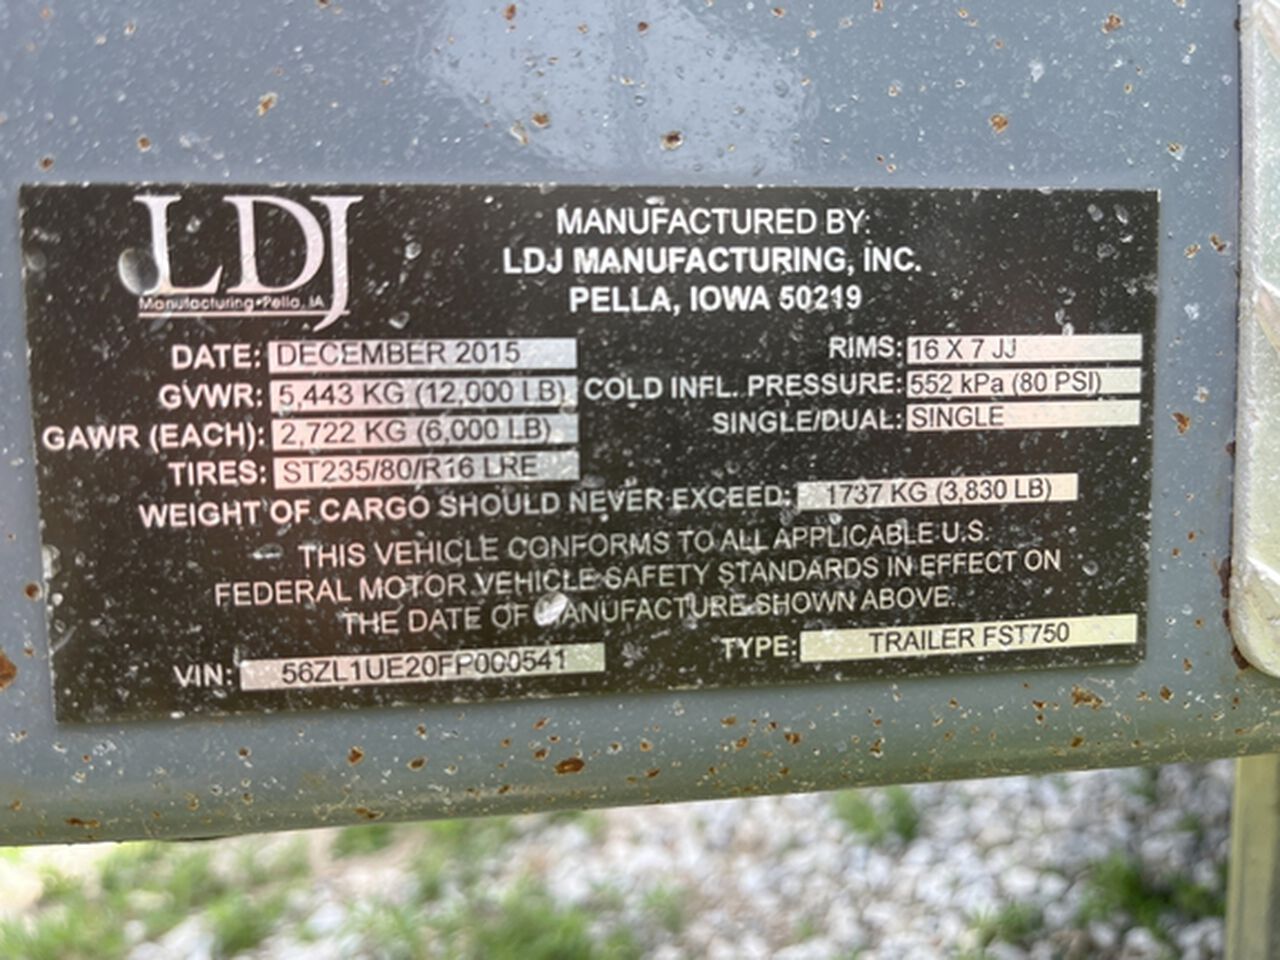 LDJ
Manufacturing•Pella, IA
MANUFACTURED BY:
LDJ MANUFACTURING, INC.
PELLA, IOWA 50219
DATE: DECEMBER 2015
GVWR: 5,443 KG (12,000 LB)
GAWR (EACH): 2,722 KG (6,000 LB)
TIRES: ST235/80/R16 LRE
RIMS: 16 X 7 JJ
COLD INFL. PRESSURE: 552 kPa (80 PSI)
SINGLE/DUAL: SINGLE
WEIGHT OF CARGO SHOULD NEVER EXCEED: 1737 KG (3,830 LB)
THIS VEHICLE CONFORMS TO ALL APPLICABLE U.S.
FEDERAL MOTOR VEHICLE SAFETY STANDARDS IN EFFECT ON
THE DATE OF MANUFACTURE SHOWN ABOVE.
VIN: 56ZL1UE20FP000541
TYPE: TRAILER FST750